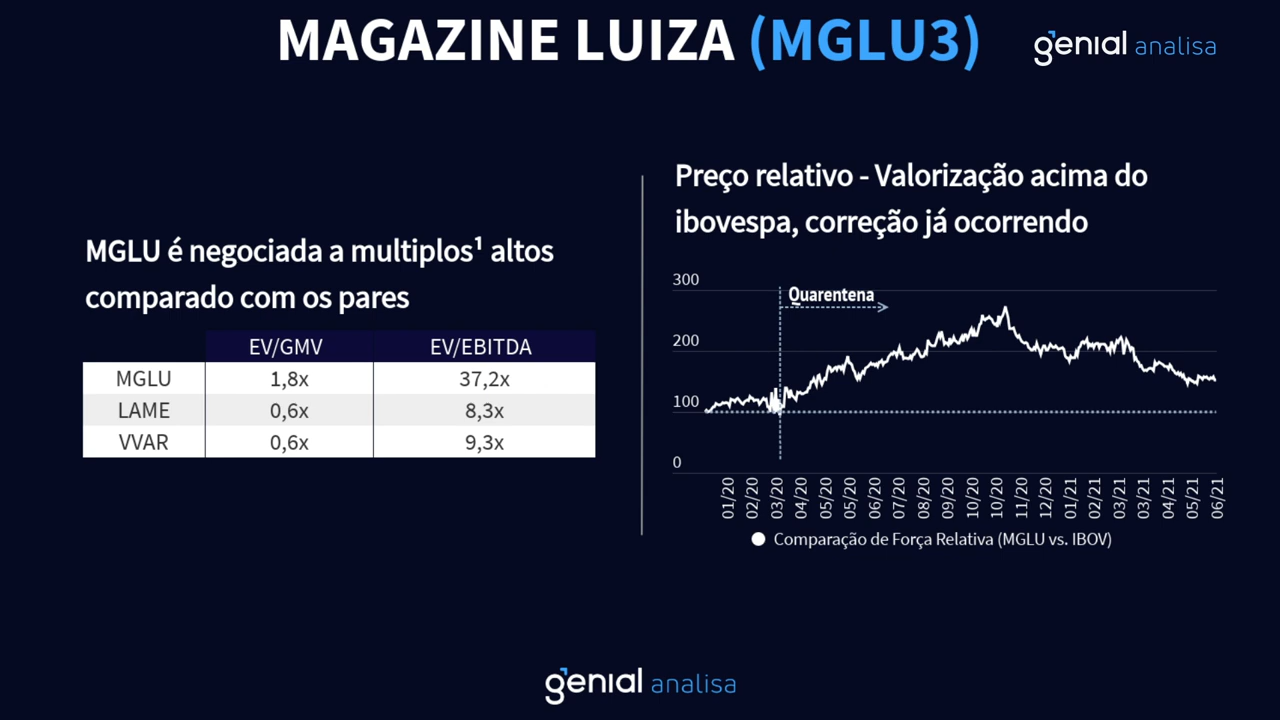 MAGAZINE LUIZA (MGLU3)
genial analisa
MGLU é negociada a multiplos¹ altos
comparado com os pares
EV/GMV EV/EBITDA
MGLU 1,8x 37,2x
LAME 0,6x 8,3x
VVAR 0,6x 9,3x
Preço relativo - Valorização acima do
ibovespa, correção já ocorrendo
300
Quarentena
200
100
0
01/20 02/20 03/20 04/20 05/20 05/20 06/20 07/20 08/20 09/20 10/20 10/20 11/20 12/20 01/21 02/21 03/21 03/21 04/21 05/21 06/21
Comparação de Força Relativa (MGLU vs. IBOV)
genial analisa